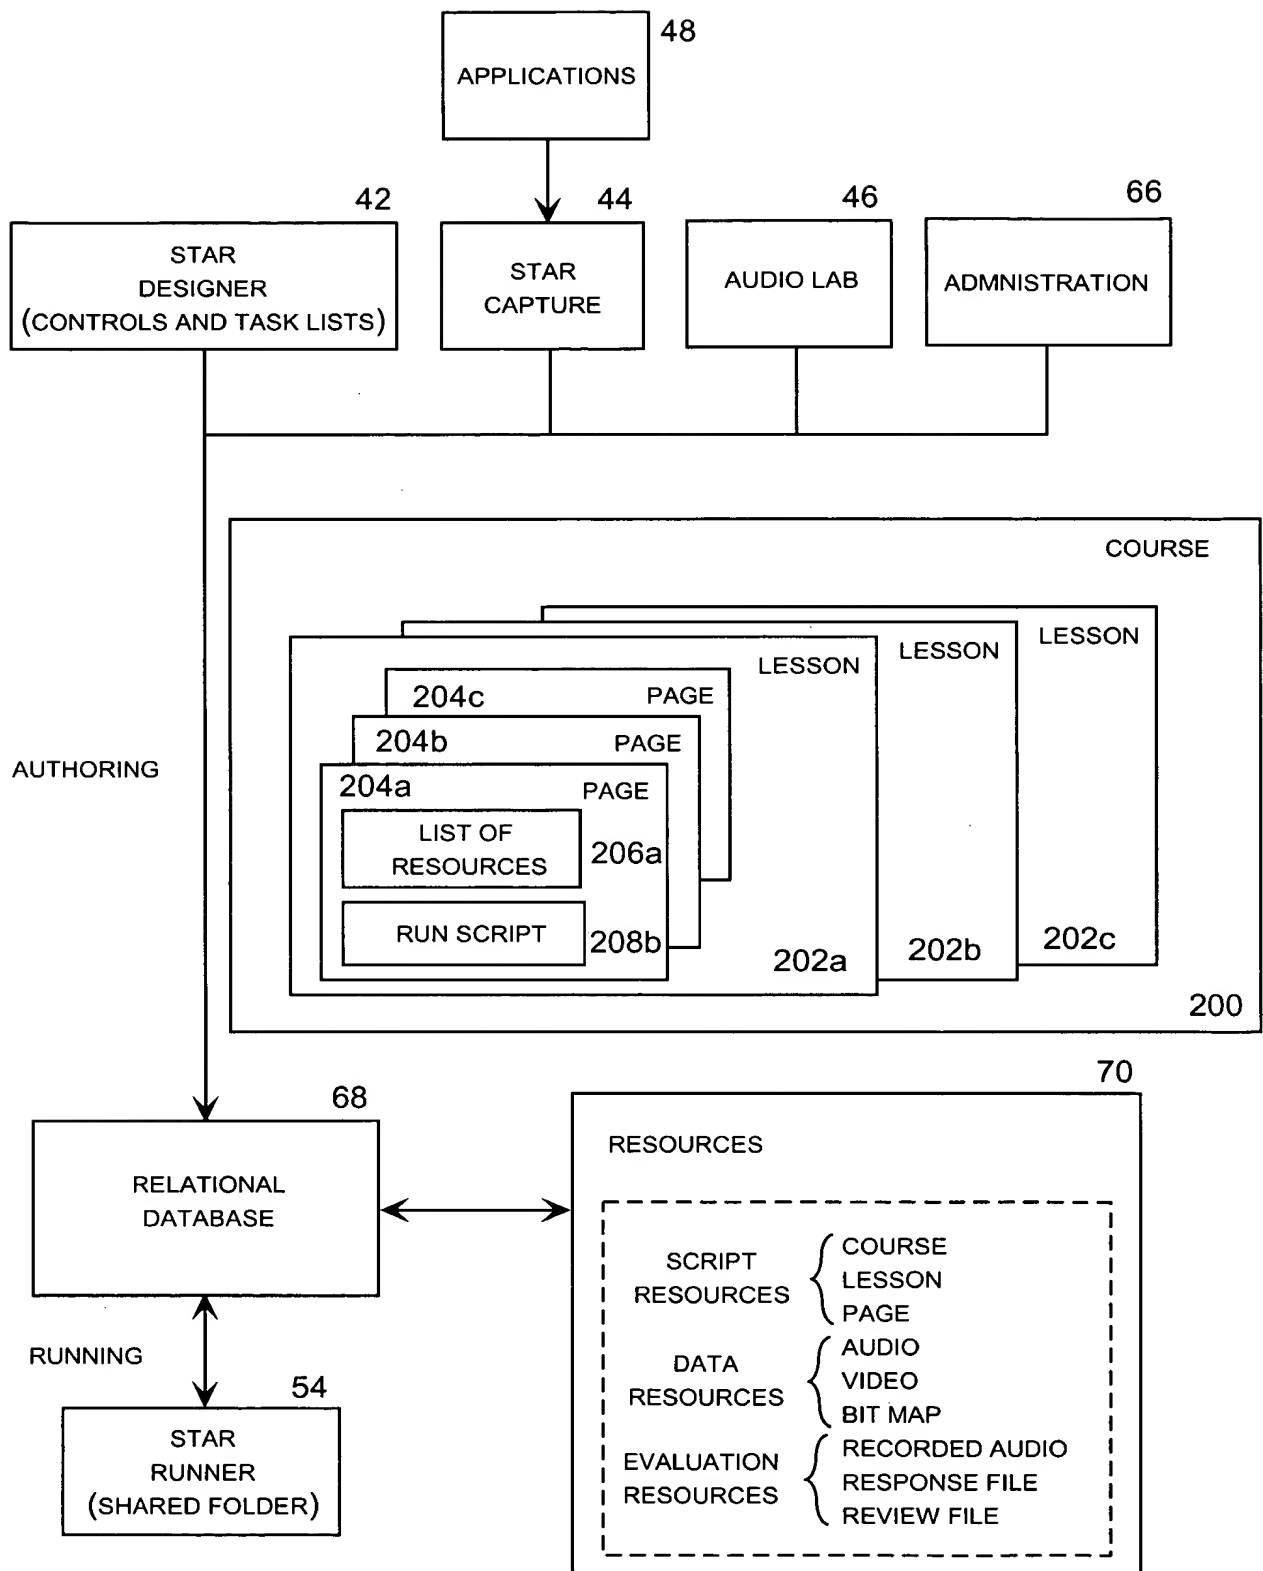 48
APPLICATIONS
42
44
46
66
STAR
DESIGNER
(CONTROLS AND TASK LISTS)
STAR
CAPTURE
AUDIO LAB
ADMNISTRATION
COURSE
LESSON
LESSON
LESSON
204c
PAGE
204b
PAGE
204a
PAGE
LIST OF
RESOURCES
206a
RUN SCRIPT
208b
202a
202b
202c
200
AUTHORING
68
RELATIONAL
DATABASE
70
RESOURCES
SCRIPT
RESOURCES
COURSE
LESSON
PAGE
DATA
RESOURCES
AUDIO
VIDEO
BIT MAP
EVALUATION
RESOURCES
RECORDED AUDIO
RESPONSE FILE
REVIEW FILE
RUNNING
54
STAR
RUNNER
(SHARED FOLDER)